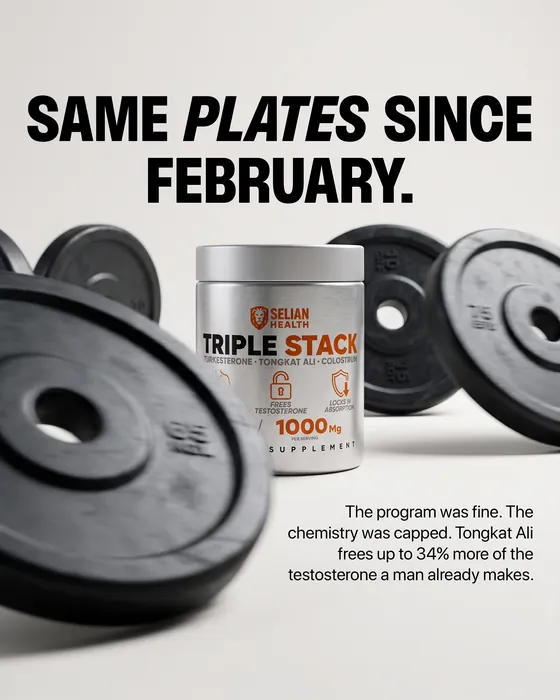 SAME PLATES SINCE
FEBRUARY.
SELIAN
HEALTH
TRIPLE STACK
TURKESTERONE • TONGKAT ALI • COLOSTRUM
FREES
TESTOSTERONE
LOCKS IN
ABSORPTION
1000Mg
PER SERVING
SUPPLEMENT
The program was fine. The
chemistry was capped. Tongkat Ali
frees up to 34% more of the
testosterone a man already makes.